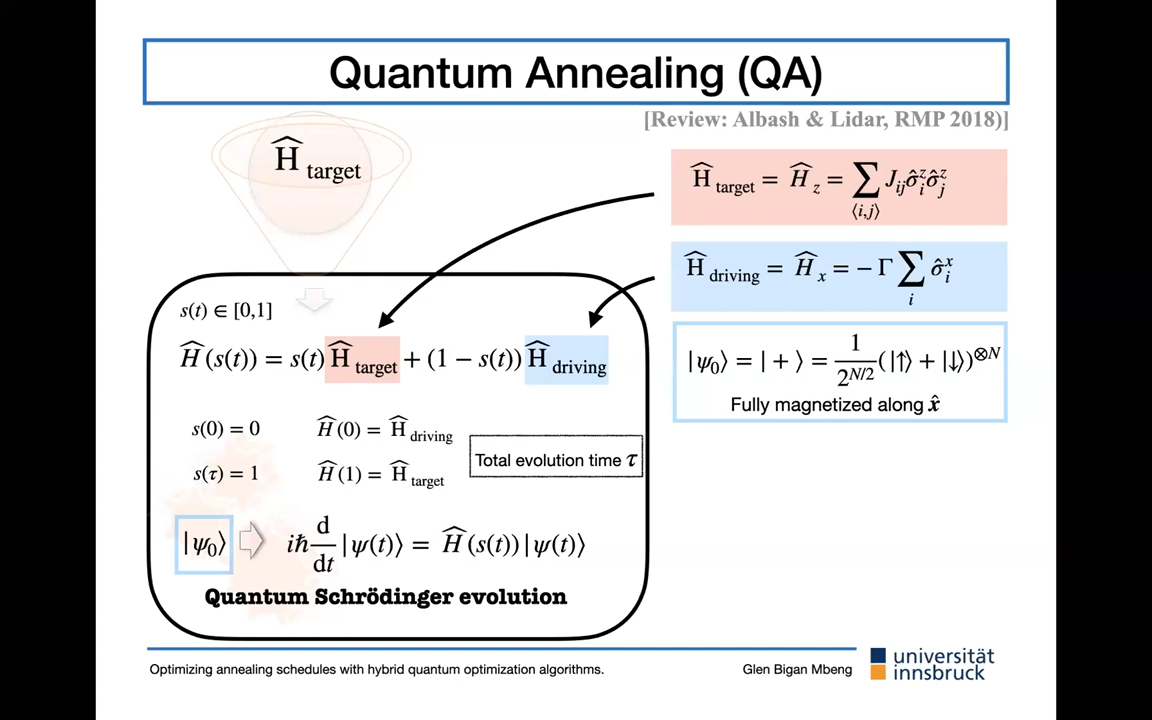 Quantum Annealing (QA)
[Review: Albash & Lidar, RMP 2018)]
Ĥ target
Ĥ target = Ĥ z = ∑⟨i,j⟩ Jij σ̂iᶻ σ̂jᶻ
Ĥ driving = Ĥ x = − Γ ∑i σ̂iˣ
s(t) ∈ [0,1]
Ĥ(s(t)) = s(t) Ĥ target + (1 − s(t)) Ĥ driving
|ψ0⟩ = | + ⟩ = 1/2^{N/2} (|↑⟩ + |↓⟩)^{⊗N}
Fully magnetized along x̂
s(0) = 0 Ĥ(0) = Ĥ driving
s(τ) = 1 Ĥ(1) = Ĥ target
Total evolution time τ
|ψ0⟩ iħ d/dt |ψ(t)⟩ = Ĥ(s(t)) |ψ(t)⟩
Quantum Schrödinger evolution
Optimizing annealing schedules with hybrid quantum optimization algorithms.
Glen Bigan Mbeng
universität
innsbruck